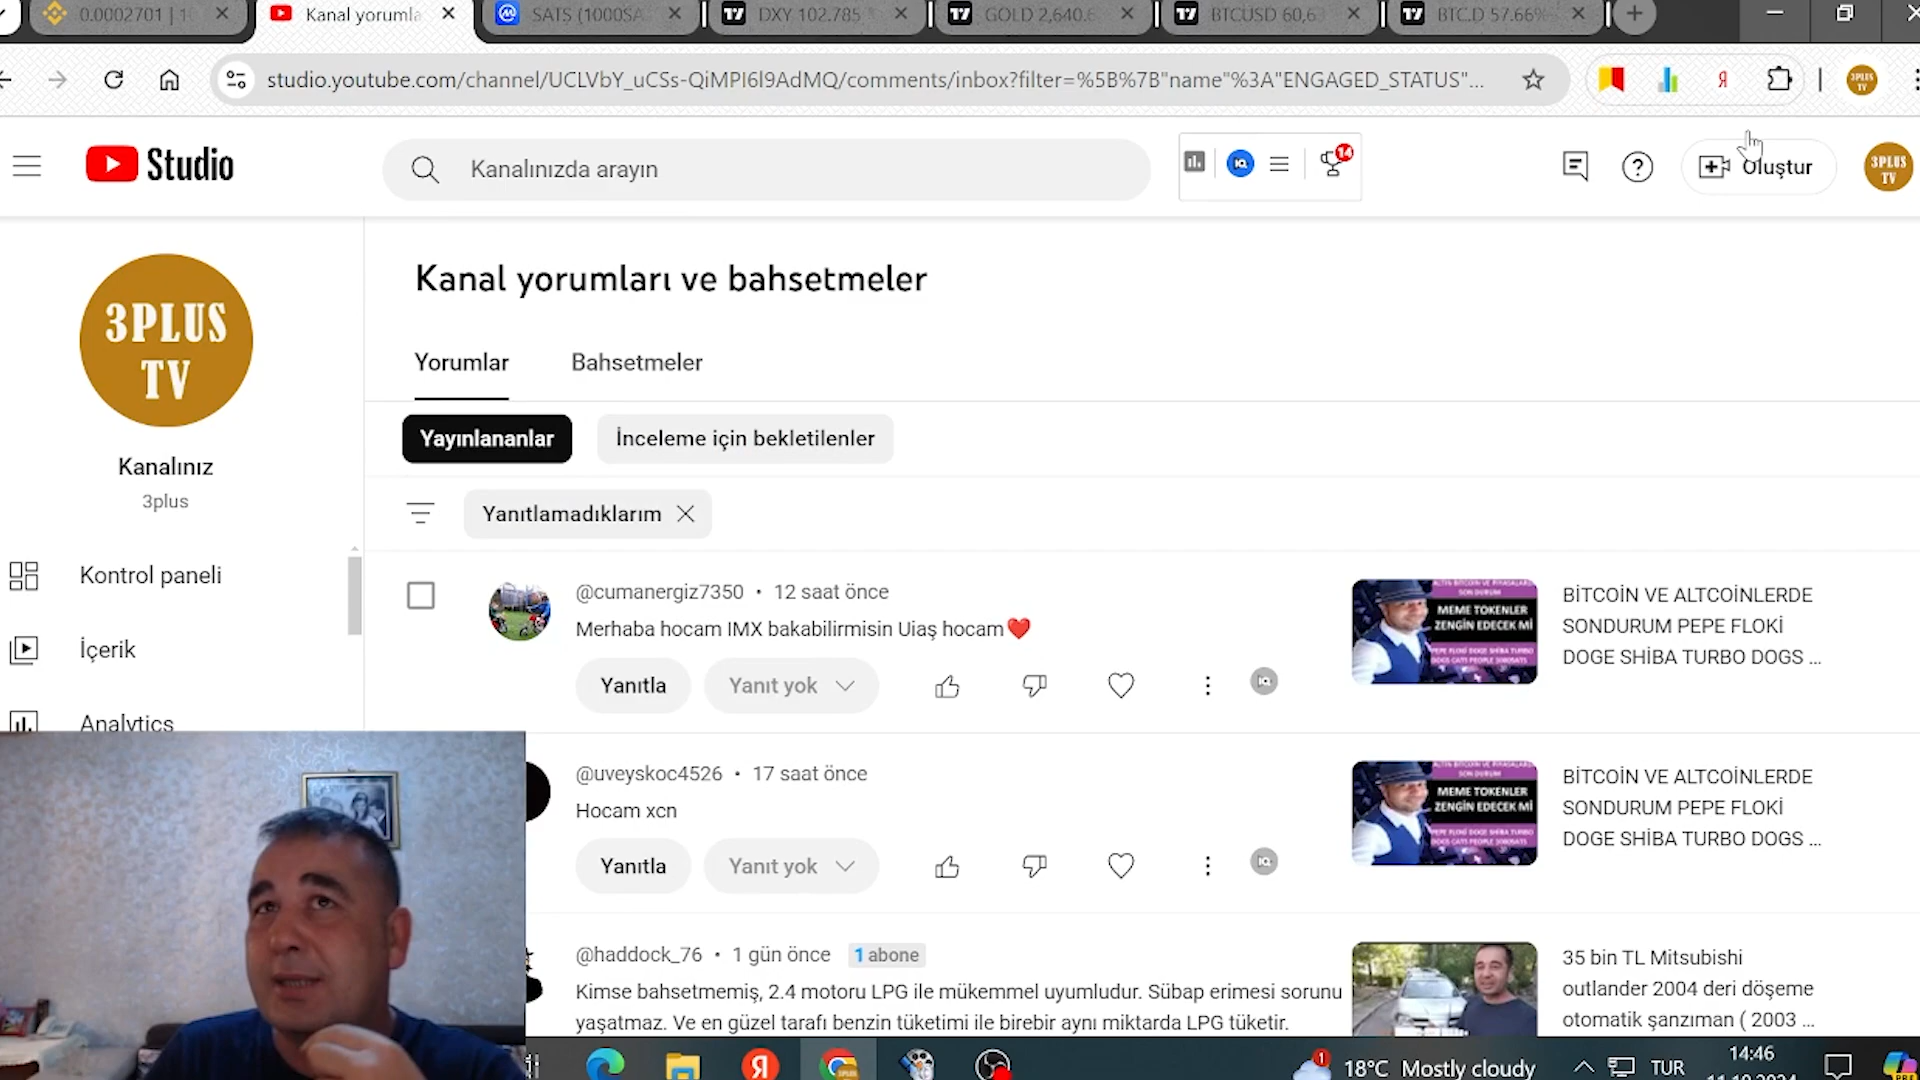 0.0002701 | 1
Kanal yorumla
SATS (1000SA
DXY 102.785
GOLD 2,640.6
BTCUSD 60,63
BTC.D 57.66%
studio.youtube.com/channel/UCLVbY_uCSs-QiMPI6l9AdMQ/comments/inbox?filter=%5B%7B"name"%3A"ENGAGED_STATUS"...
Studio
Kanalınızda arayın
14
Oluştur
3PLUS
TV
3PLUS
TV
Kanalınız
3plus
Kontrol paneli
İçerik
Analytics
Kanal yorumları ve bahsetmeler
Yorumlar
Bahsetmeler
Yayınlananlar
İnceleme için bekletilenler
Yanıtlamadıklarım
@cumanergiz7350 • 12 saat önce
Merhaba hocam IMX bakabilirmisin Uiaş hocam❤️
Yanıtla
Yanıt yok
MEME TOKENLER
ZENGİN EDECEK Mİ
BİTCOİN VE ALTCOİNLERDE
SONDURUM PEPE FLOKİ
DOGE SHİBA TURBO DOGS ...
@uveyskoc4526 • 17 saat önce
Hocam xcn
Yanıtla
Yanıt yok
MEME TOKENLER
ZENGİN EDECEK Mİ
BİTCOİN VE ALTCOİNLERDE
SONDURUM PEPE FLOKİ
DOGE SHİBA TURBO DOGS ...
@haddock_76 • 1 gün önce 1 abone
Kimse bahsetmemiş, 2.4 motoru LPG ile mükemmel uyumludur. Sübap erimesi sorunu
yaşatmaz. Ve en güzel tarafı benzin tüketimi ile birebir aynı miktarda LPG tüketir.
35 bin TL Mitsubishi
outlander 2004 deri döşeme
otomatik şanzıman ( 2003 ...
1
18°C Mostly cloudy
TUR
14:46